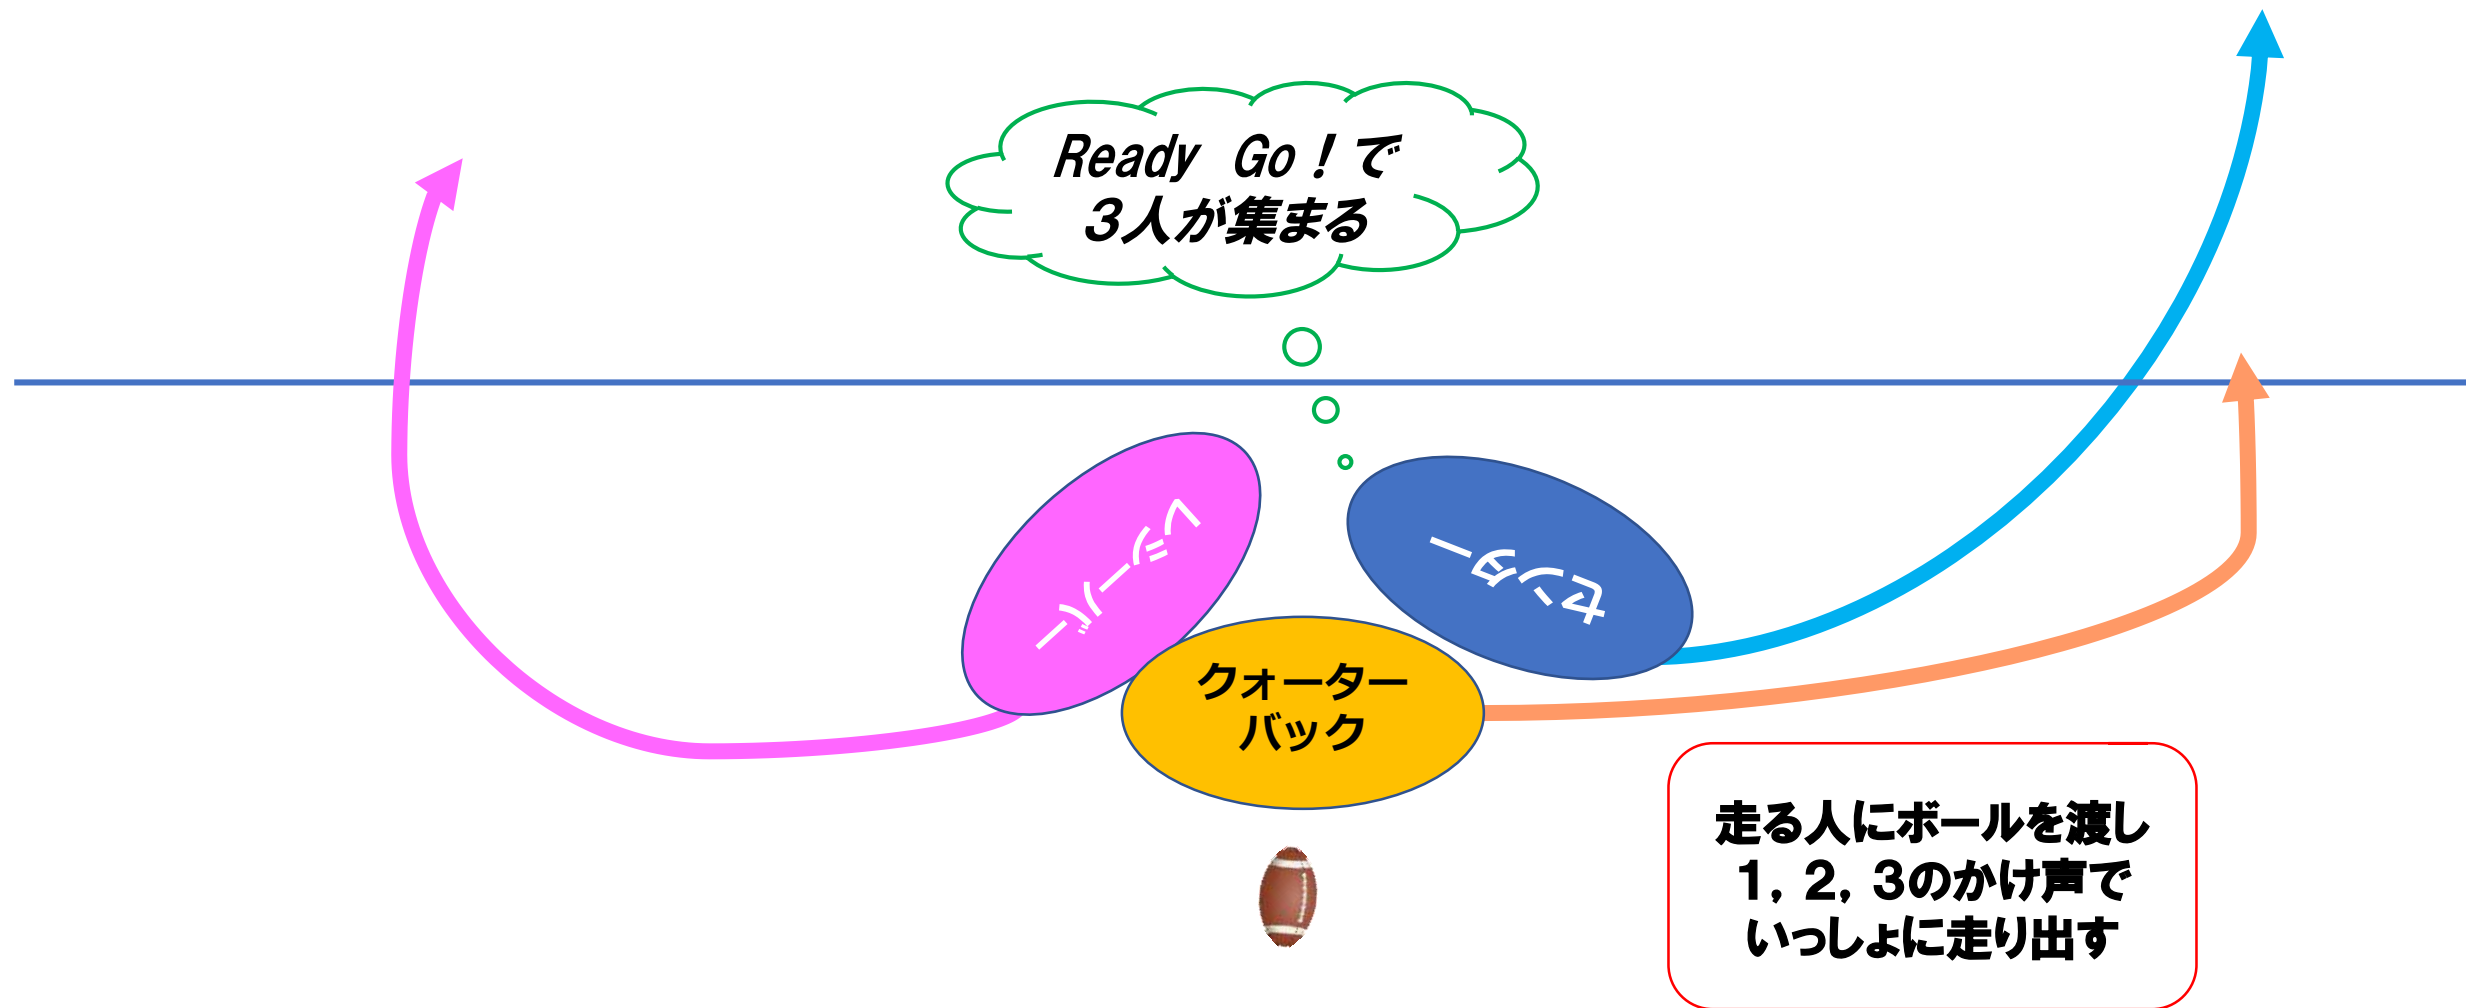 Ready Go！で
3人が集まる
レシーバー
センター
クォーター
バック
走る人にボールを渡し
1，2，3のかけ声で
いっしょに走り出す